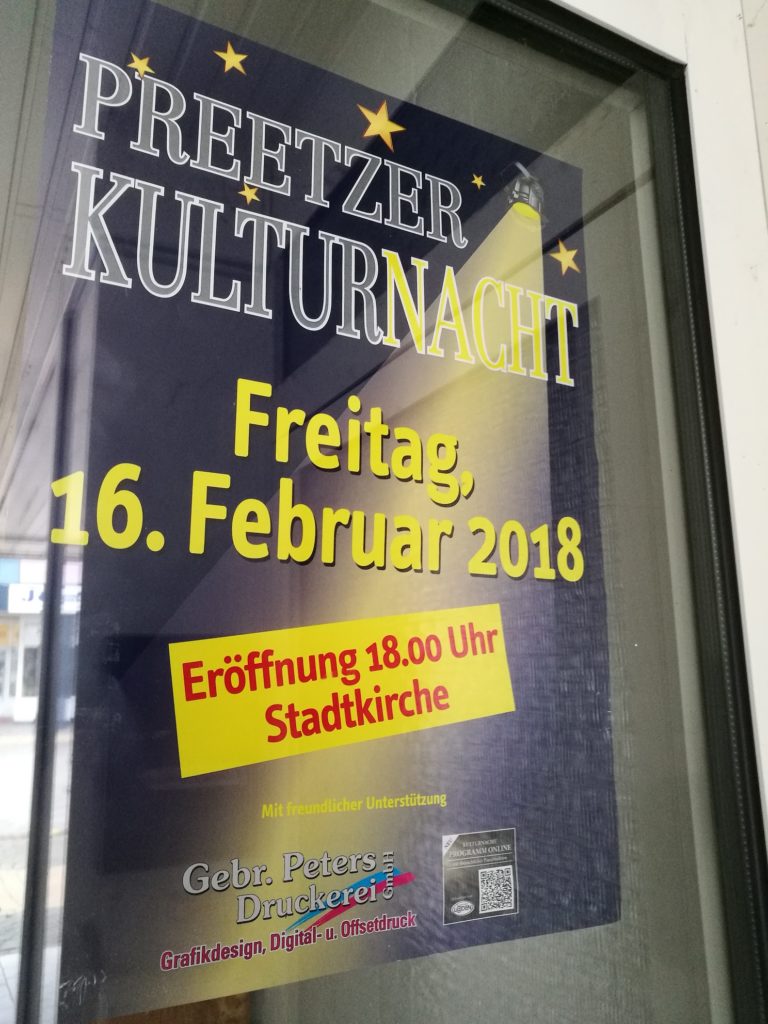 PREETZER
KULTURNACHT
Freitag,
16. Februar 2018
Eröffnung 18.00 Uhr
Stadtkirche
Mit freundlicher Unterstützung
Gebr. Peters
Druckerei GmbH
Grafikdesign, Digital- u. Offsetdruck
KULTURNACHT
PROGRAMM ONLINE